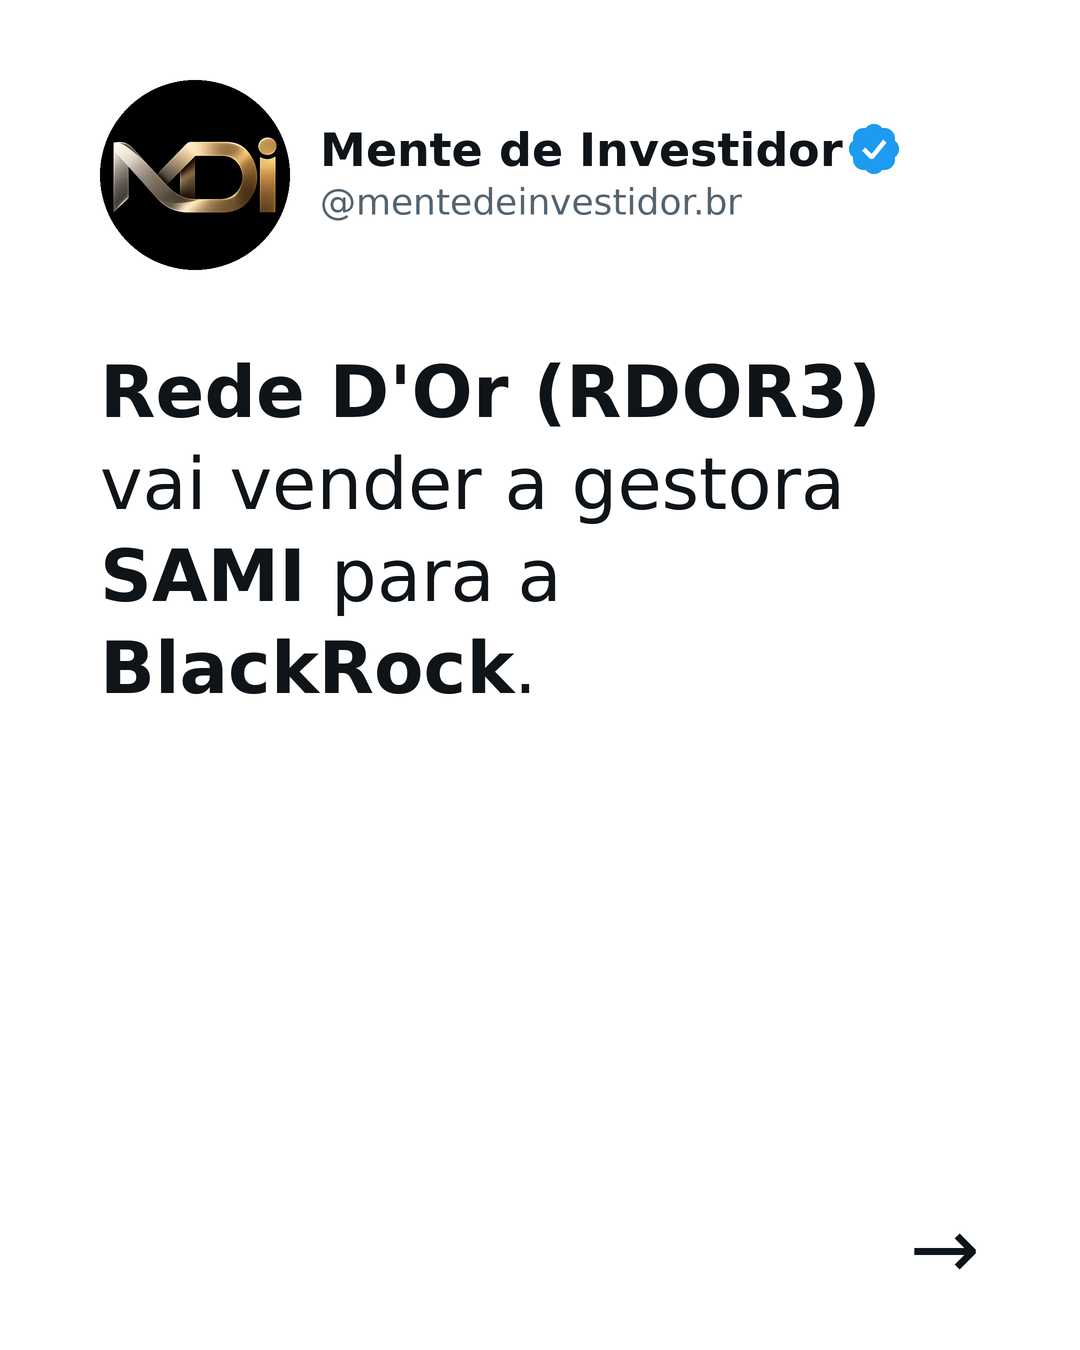 MDi
Mente de Investidor
@mentedeinvestidor.br
Rede D'Or (RDOR3)
vai vender a gestora
SAMI para a
BlackRock.
→